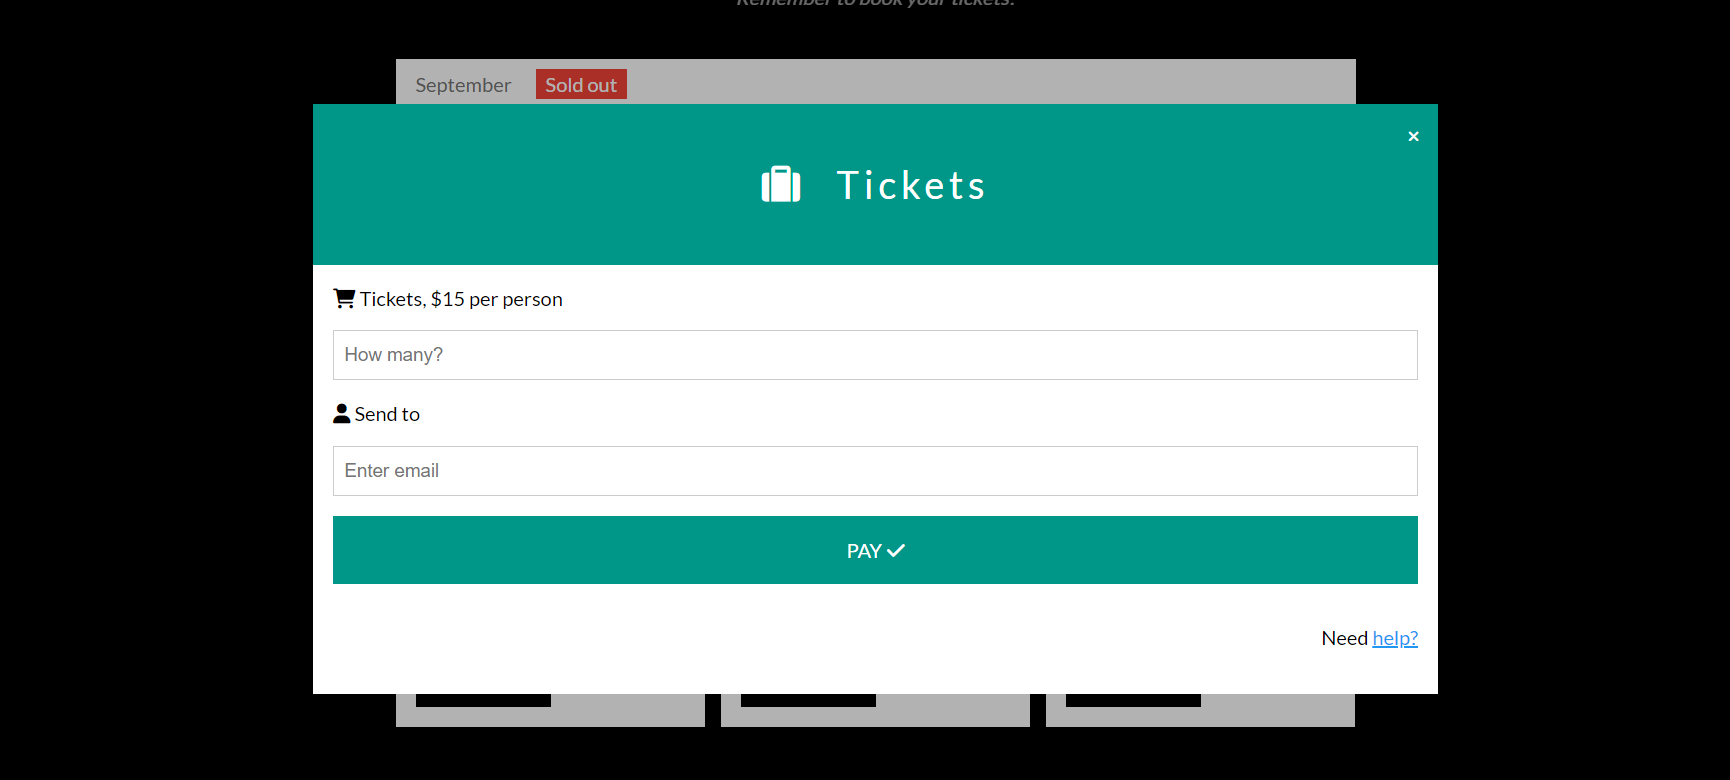 Remember to book your tickets!
September Sold out
×
Tickets
Tickets, $15 per person
How many?
Send to
Enter email
PAY
Need help?